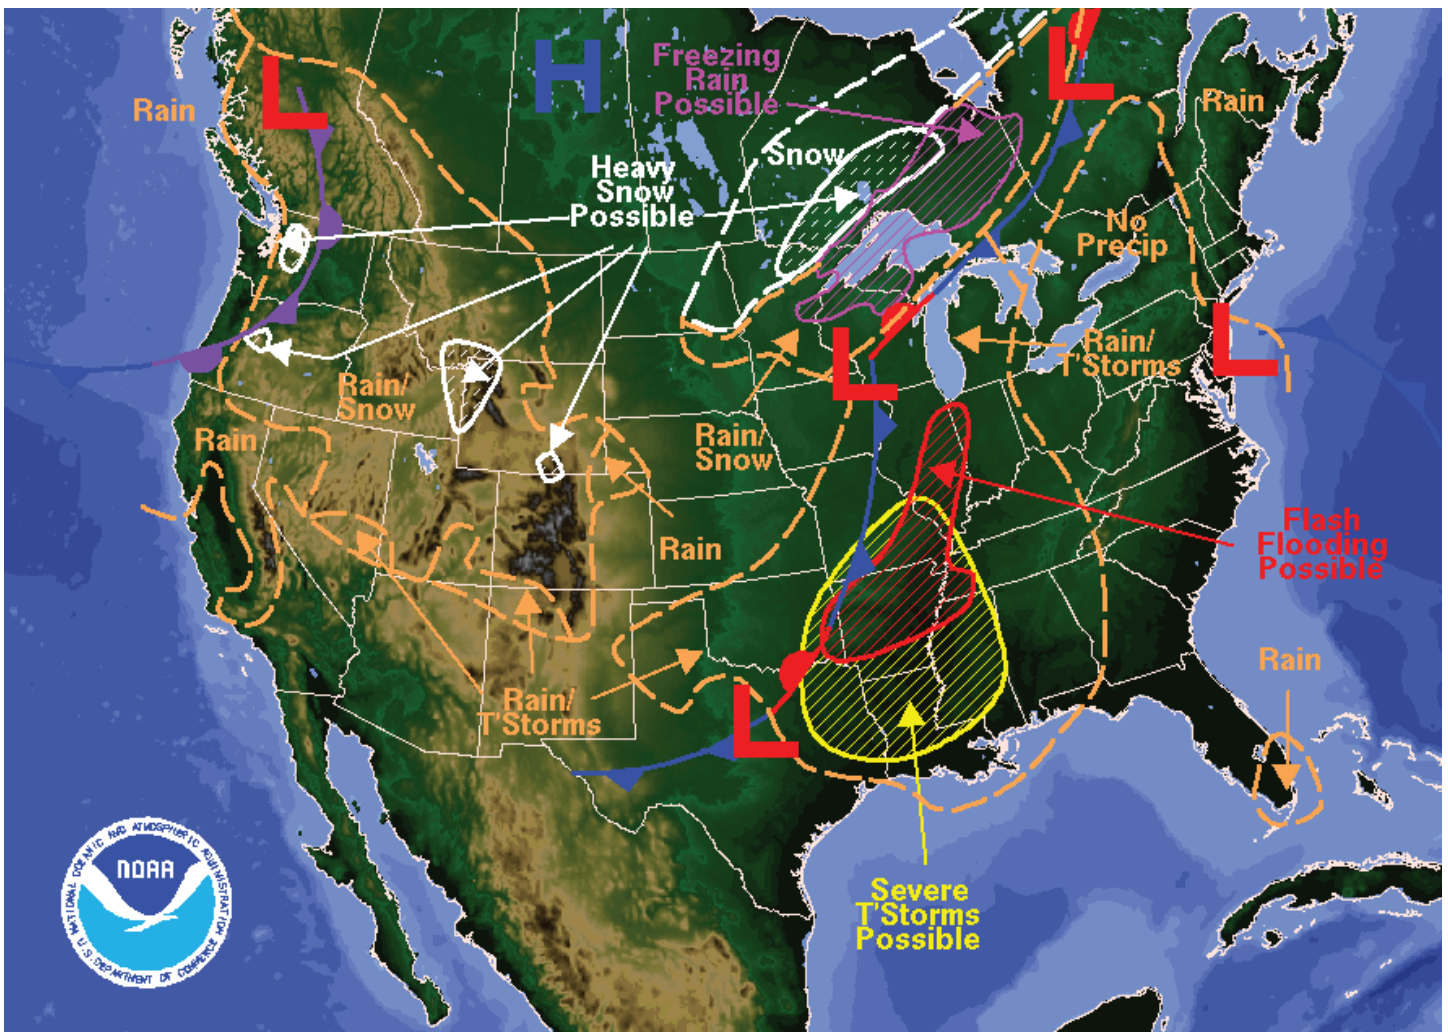 L
H
Freezing
Rain
Possible
L
Rain
Rain
Snow
Heavy
Snow
Possible
No
Precip
L
Rain/
T'Storms
L
Rain/
Snow
Rain
Rain/
Snow
Flash
Flooding
Possible
Rain
Rain
Rain/
T'Storms
L
Severe
T'Storms
Possible
NATIONAL OCEANIC AND ATMOSPHERIC ADMINISTRATION
NOAA
U.S. DEPARTMENT OF COMMERCE